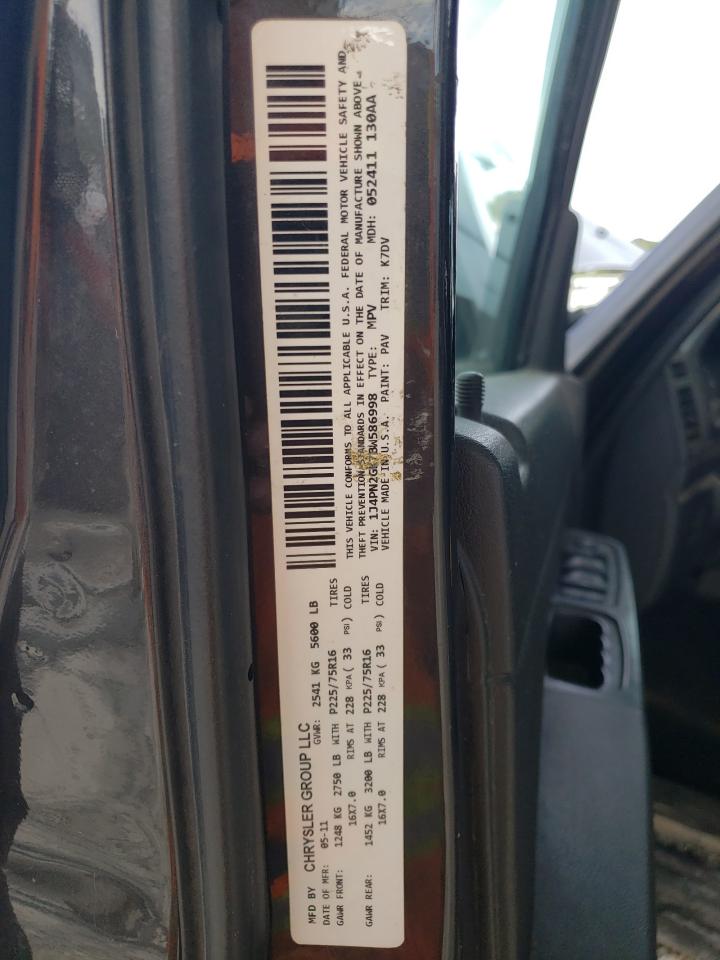 MFD BY CHRYSLER GROUP LLC
DATE OF MFR: 05-11 GVWR: 2541 KG 5600 LB
GAWR FRONT: 1248 KG 2750 LB WITH P225/75R16 TIRES
16X7.0 RIMS AT 228 KPA( 33 PSI) COLD
GAWR REAR: 1452 KG 3200 LB WITH P225/75R16 TIRES
16X7.0 RIMS AT 228 KPA( 33 PSI) COLD
THIS VEHICLE CONFORMS TO ALL APPLICABLE U.S.A. FEDERAL MOTOR VEHICLE SAFETY AND
THEFT PREVENTION STANDARDS IN EFFECT ON THE DATE OF MANUFACTURE SHOWN ABOVE.
VIN: TYPE: MPV MDH: 052411 130AA
VEHICLE MADE IN U.S.A. PAINT: PAV TRIM: K7DV